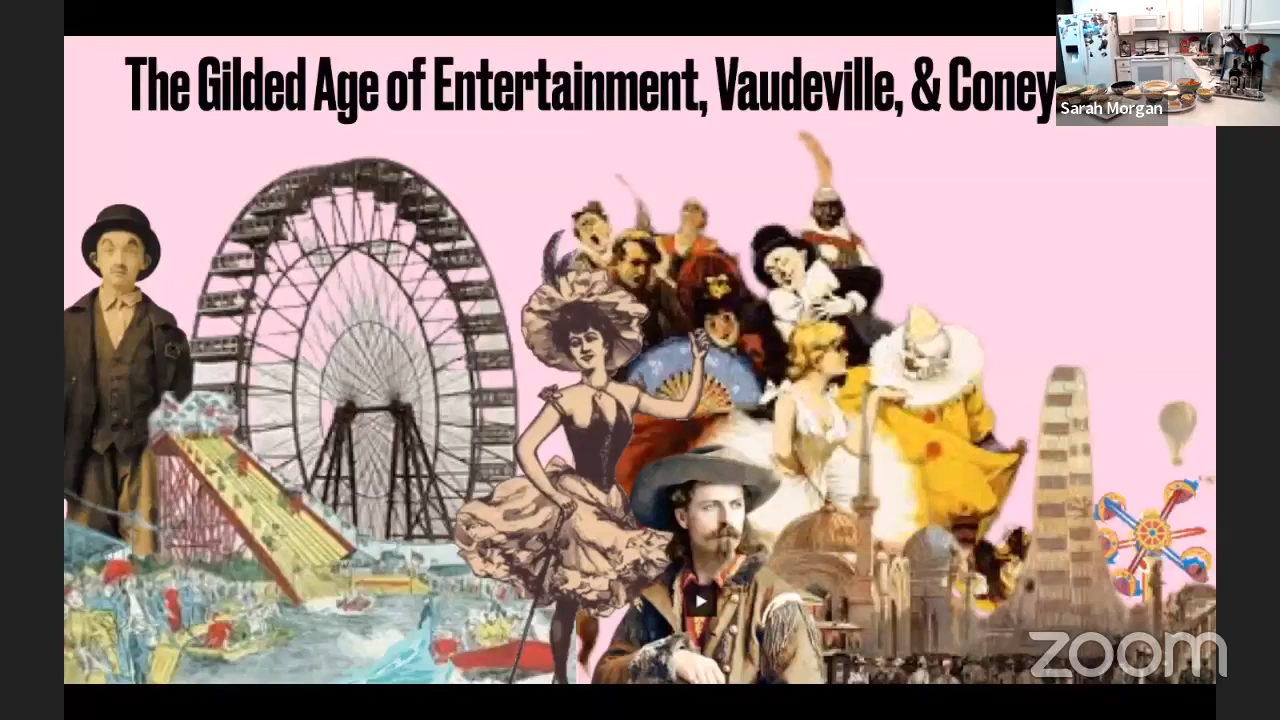 The Gilded Age of Entertainment, Vaudeville, & Coney
Sarah Morgan
zoom